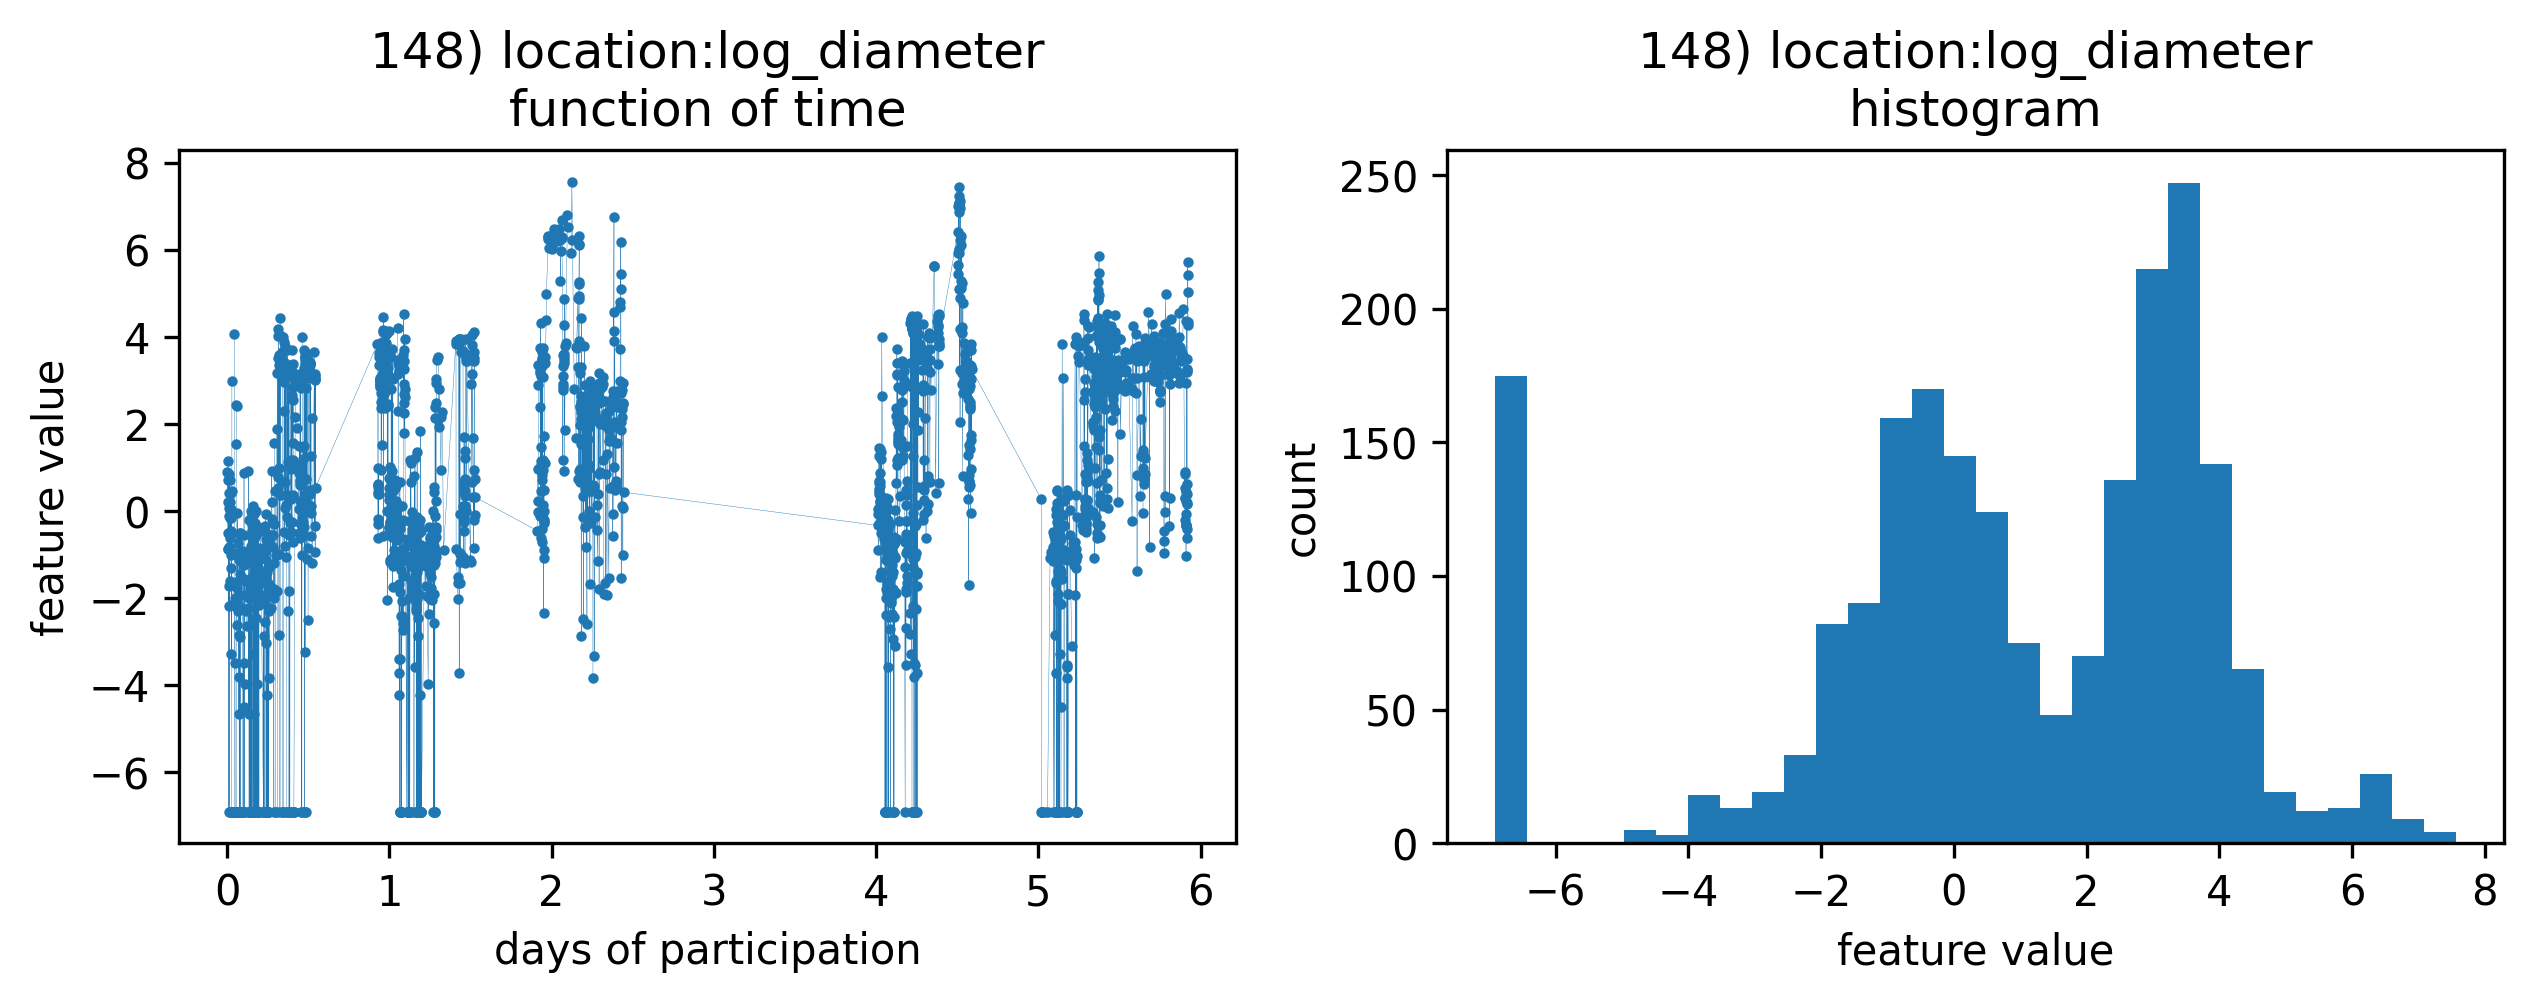 148) location:log_diameter
function of time
feature value
8
6
4
2
0
−2
−4
−6
0 1 2 3 4 5 6
days of participation
148) location:log_diameter
histogram
count
250
200
150
100
50
0
−6 −4 −2 0 2 4 6 8
feature value